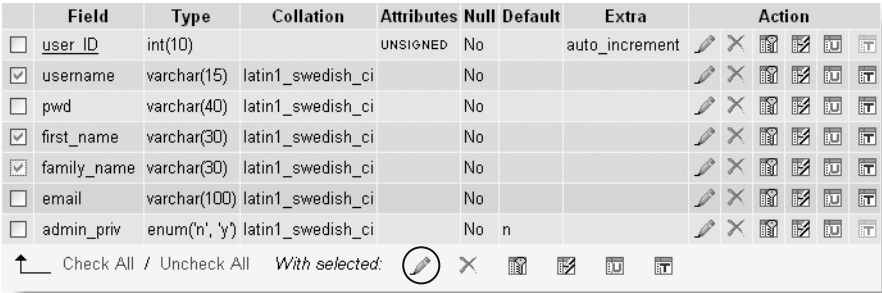 Field Type Collation Attributes Null Default Extra Action
user_ID int(10) UNSIGNED No auto_increment
username varchar(15) latin1_swedish_ci No
pwd varchar(40) latin1_swedish_ci No
first_name varchar(30) latin1_swedish_ci No
family_name varchar(30) latin1_swedish_ci No
email varchar(100) latin1_swedish_ci No
admin_priv enum('n', 'y') latin1_swedish_ci No n
Check All / Uncheck All With selected: